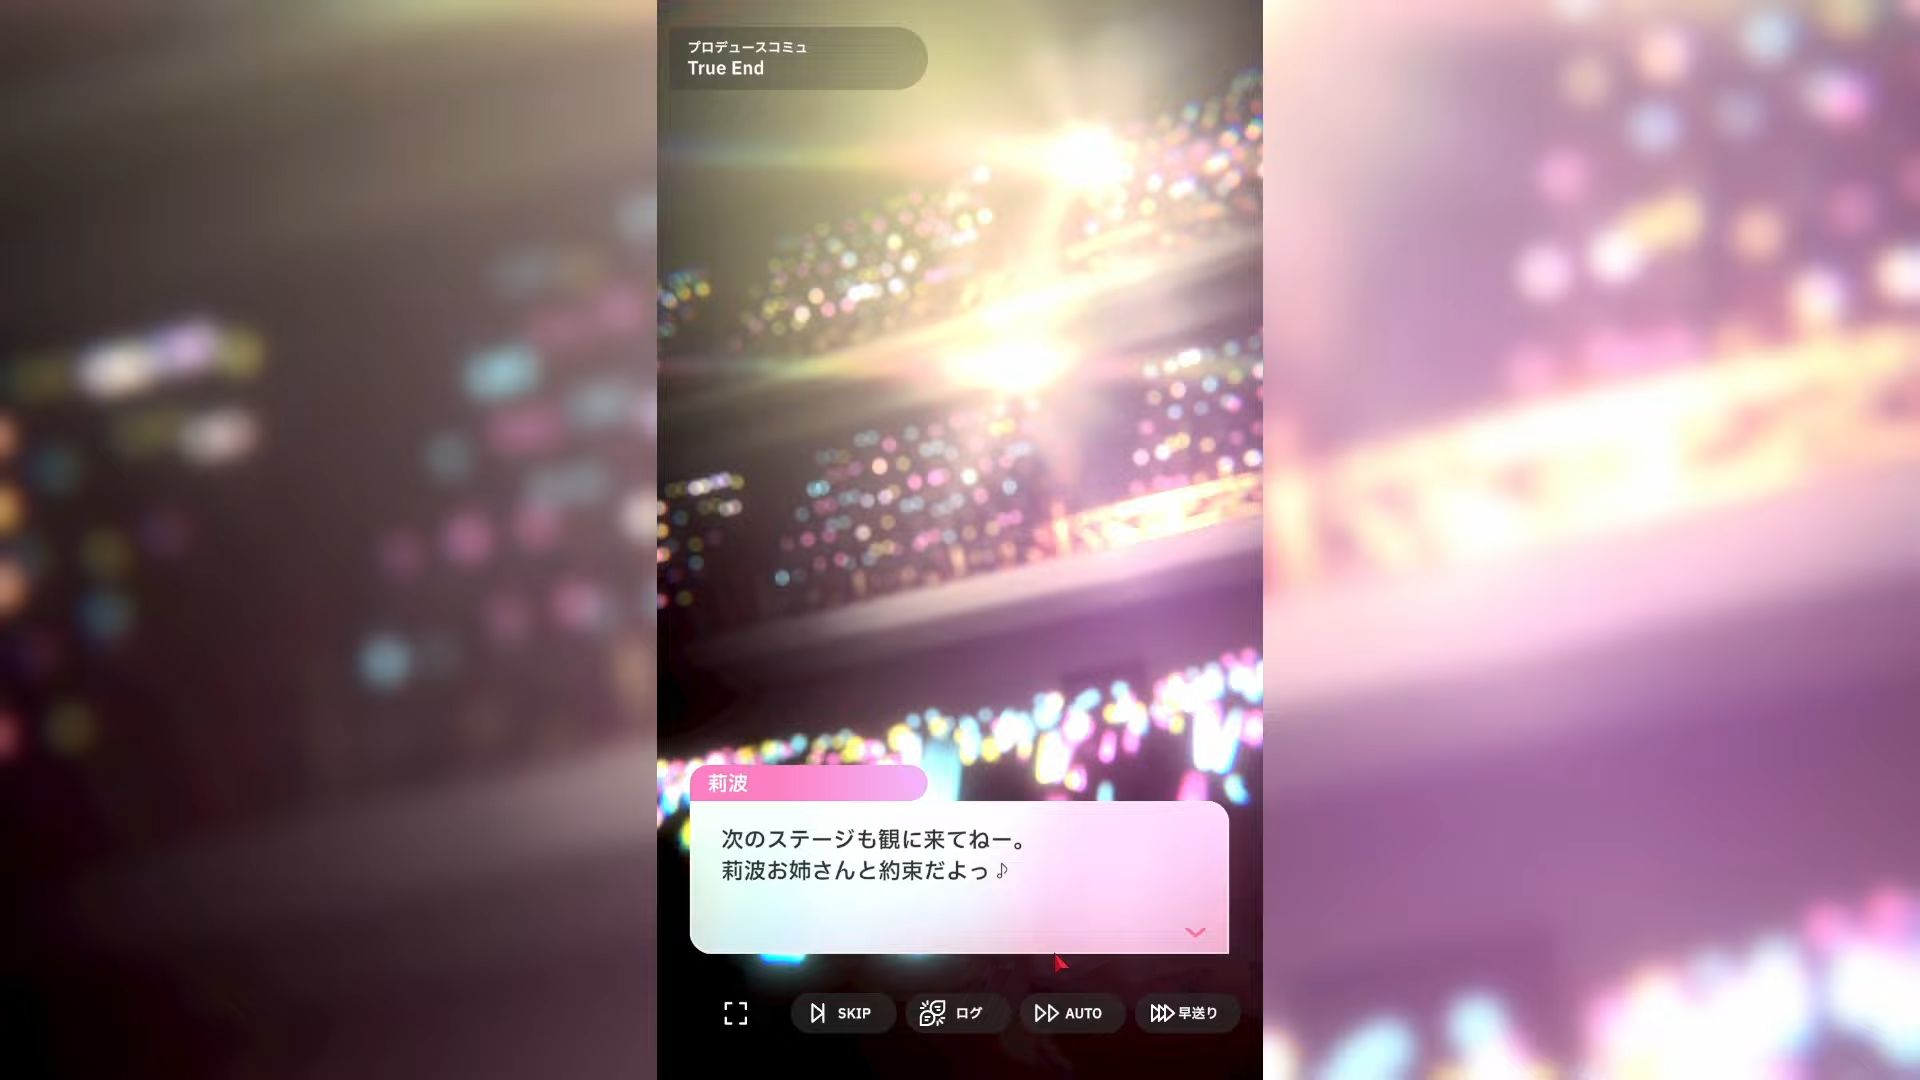 プロデュースコミュ
True End
莉波
次のステージも観に来てねー。
莉波お姉さんと約束だよっ♪
SKIP
ログ
AUTO
早送り